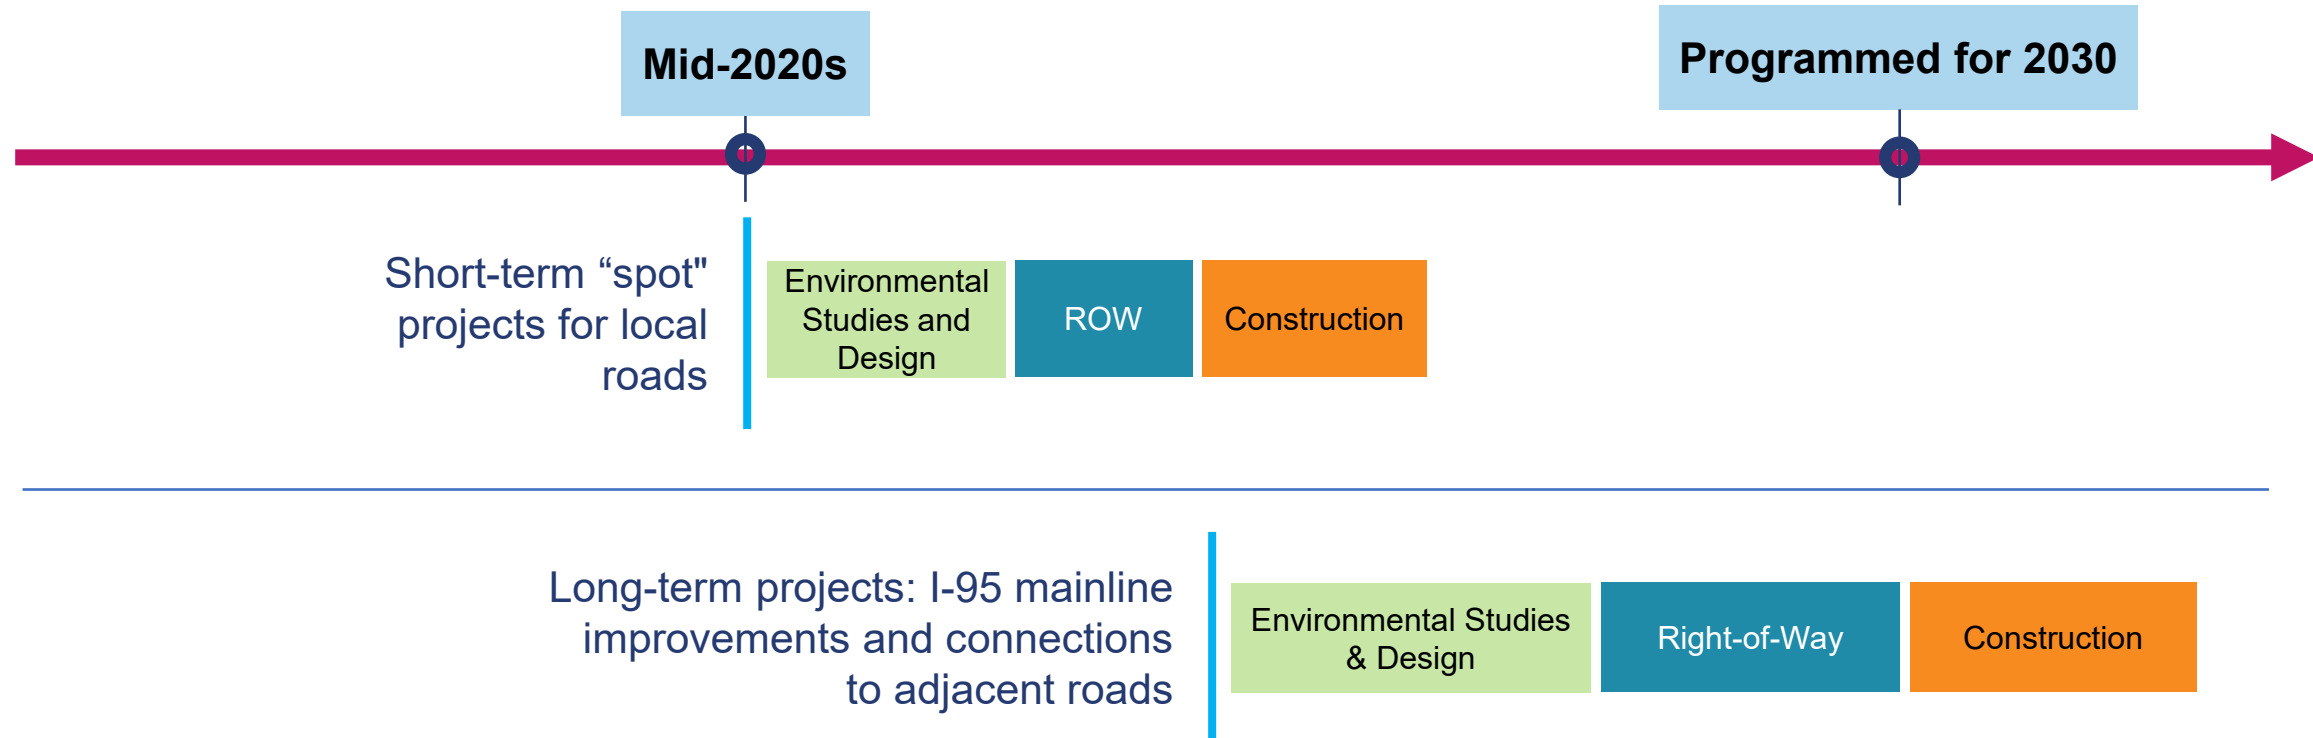 Mid-2020s
Programmed for 2030
Short-term “spot"
projects for local
roads
Environmental
Studies and
Design
ROW
Construction
Long-term projects: I-95 mainline
improvements and connections
to adjacent roads
Environmental Studies
& Design
Right-of-Way
Construction